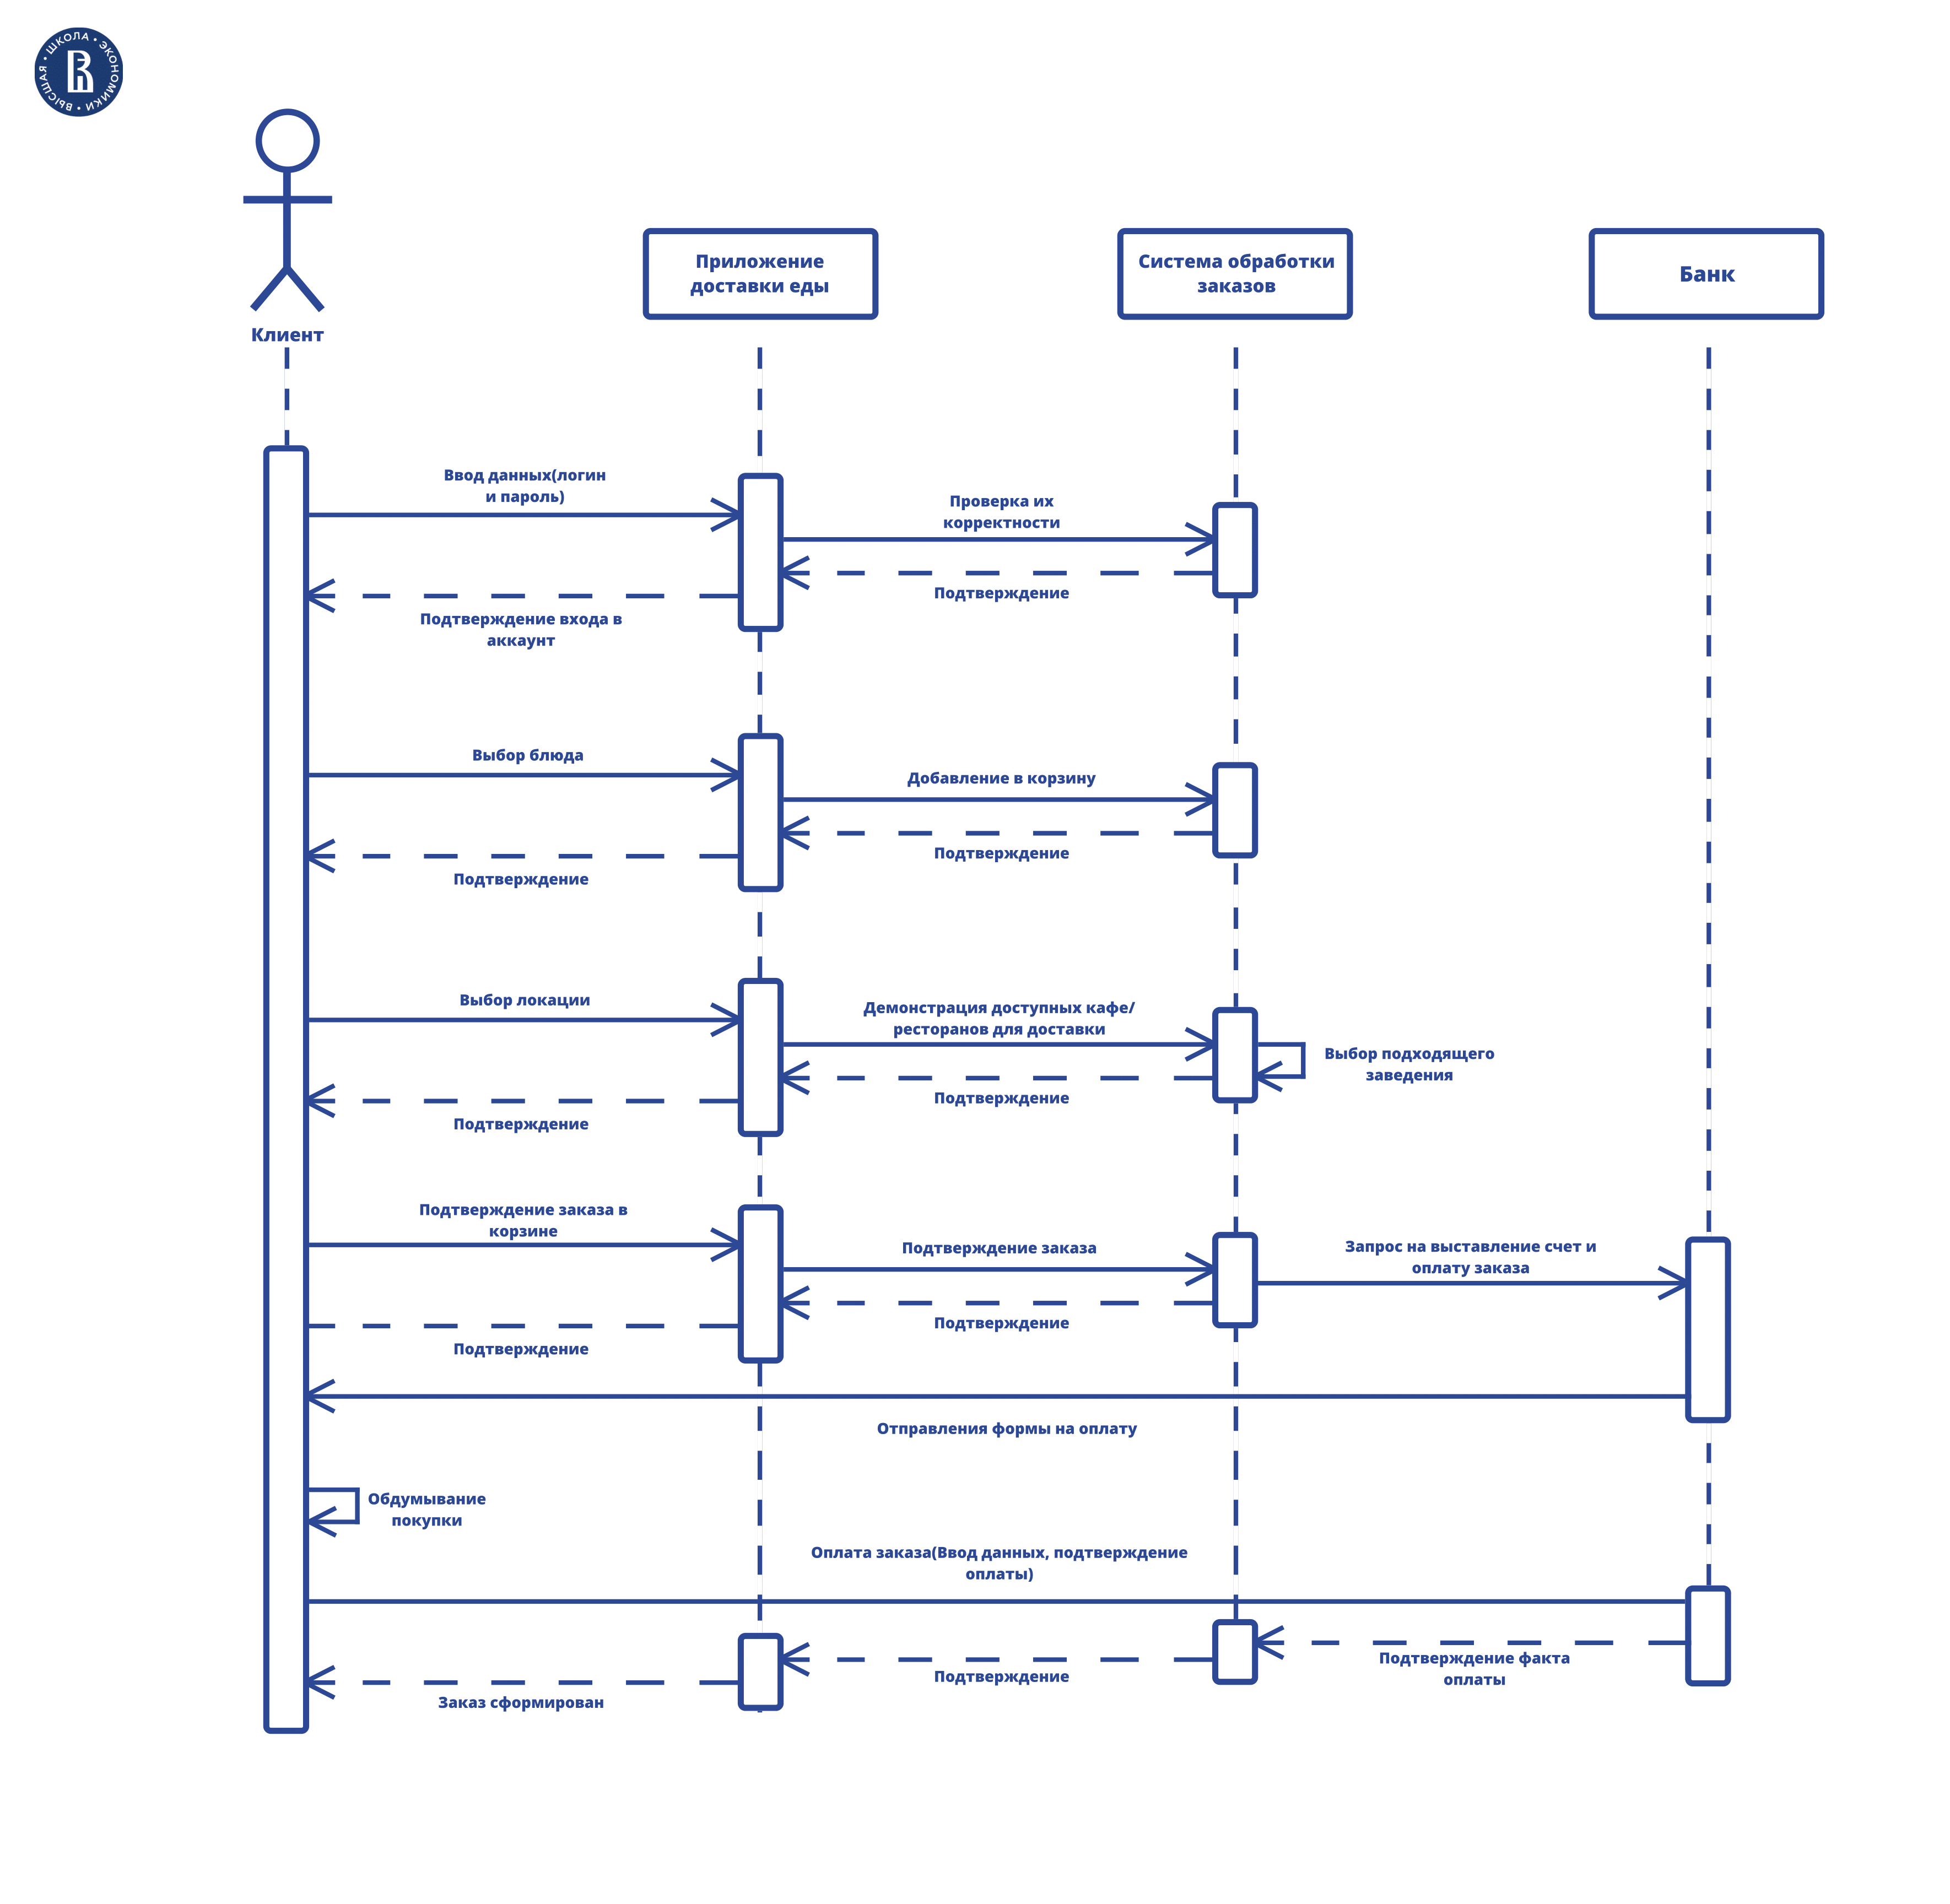 ВЫСШАЯ • ШКОЛА • ЭКОНОМИКИ •
Клиент
Приложение
доставки еды
Система обработки
заказов
Банк
Ввод данных(логин
и пароль)
Проверка их
корректности
Подтверждение
Подтверждение входа в
аккаунт
Выбор блюда
Добавление в корзину
Подтверждение
Подтверждение
Выбор локации
Демонстрация доступных кафе/
ресторанов для доставки
Выбор подходящего
заведения
Подтверждение
Подтверждение
Подтверждение заказа в
корзине
Подтверждение заказа
Запрос на выставление счет и
оплату заказа
Подтверждение
Подтверждение
Отправления формы на оплату
Обдумывание
покупки
Оплата заказа(Ввод данных, подтверждение
оплаты)
Подтверждение факта
оплаты
Подтверждение
Заказ сформирован